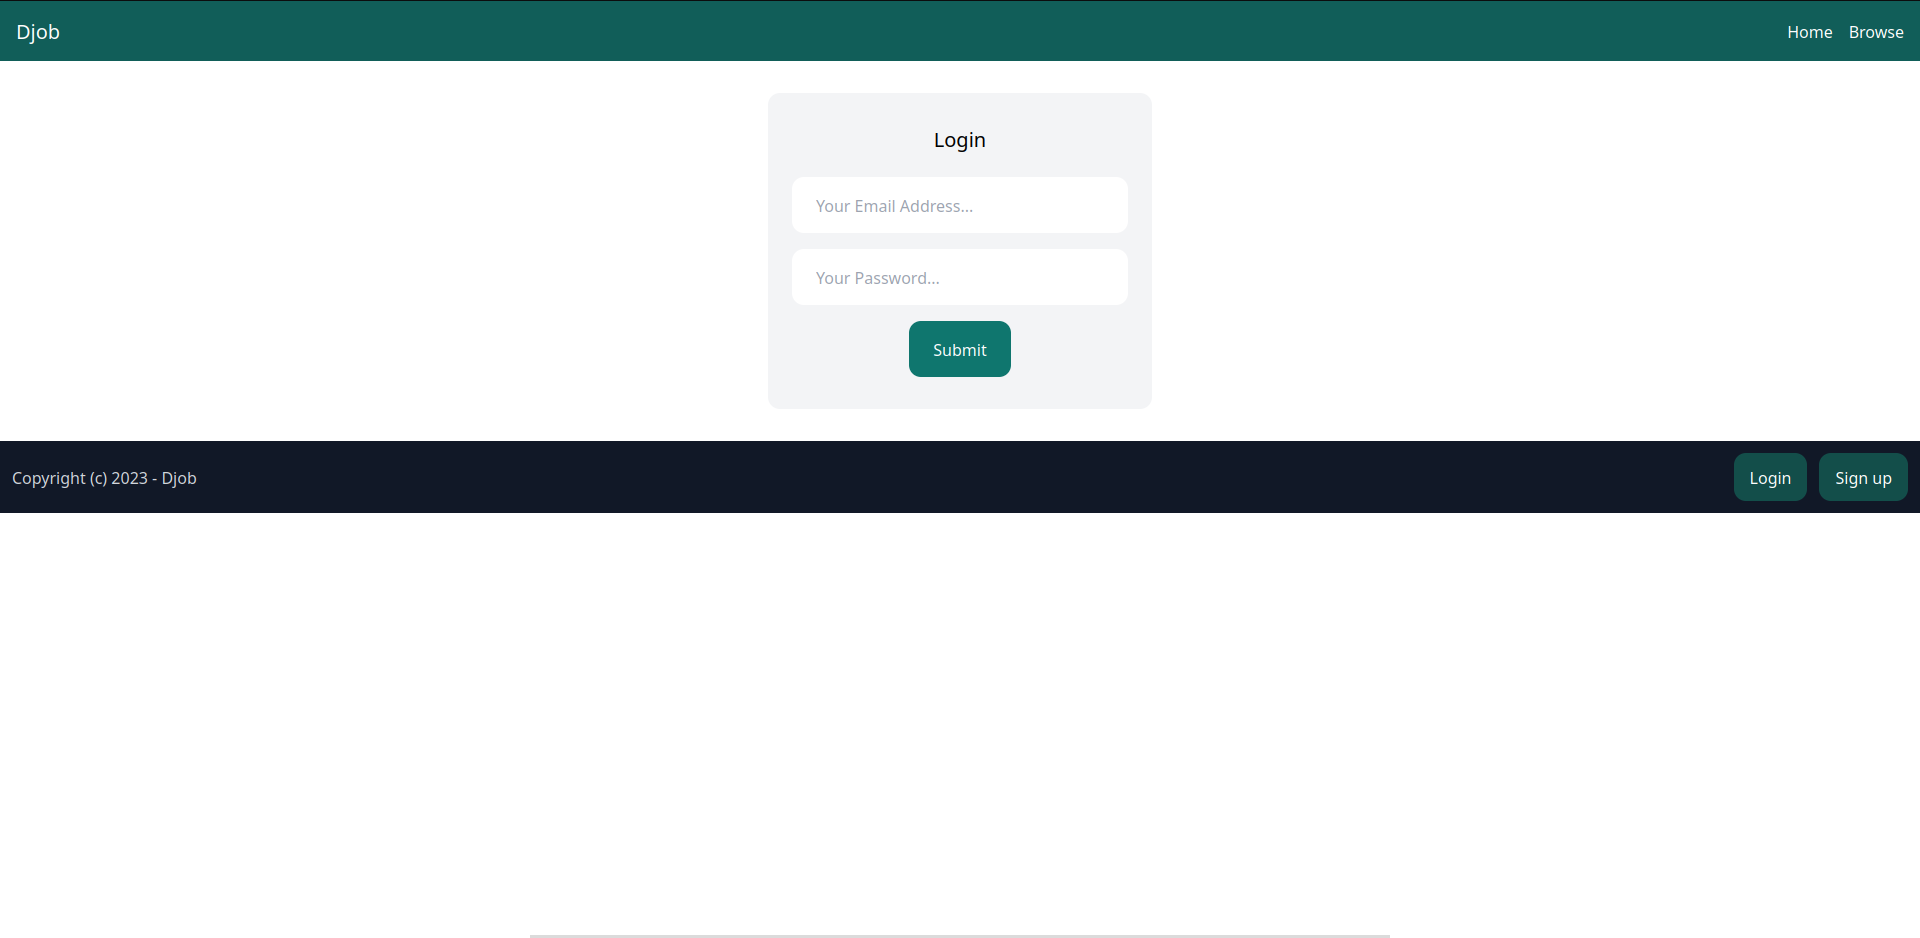 Djob
Home Browse
Login
Your Email Address...
Your Password...
Submit
Copyright (c) 2023 - Djob
Login Sign up